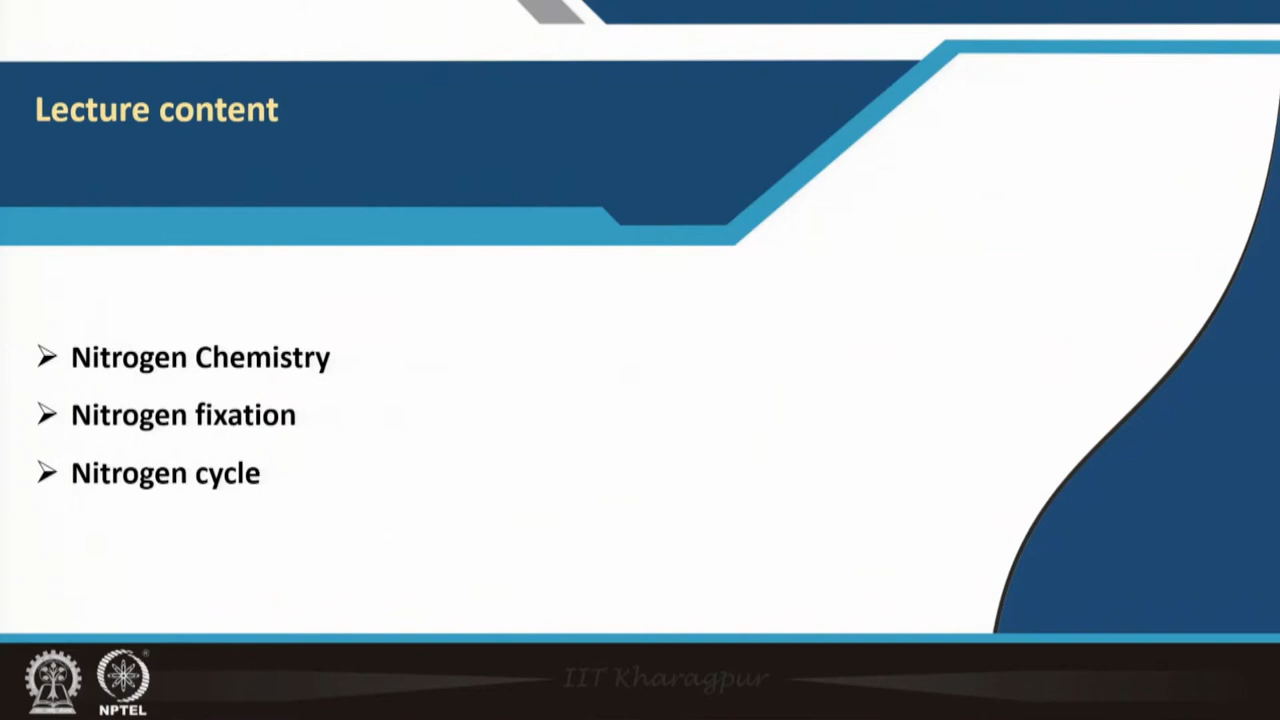 Lecture content
Nitrogen Chemistry
Nitrogen fixation
Nitrogen cycle
IIT Kharagpur
NPTEL